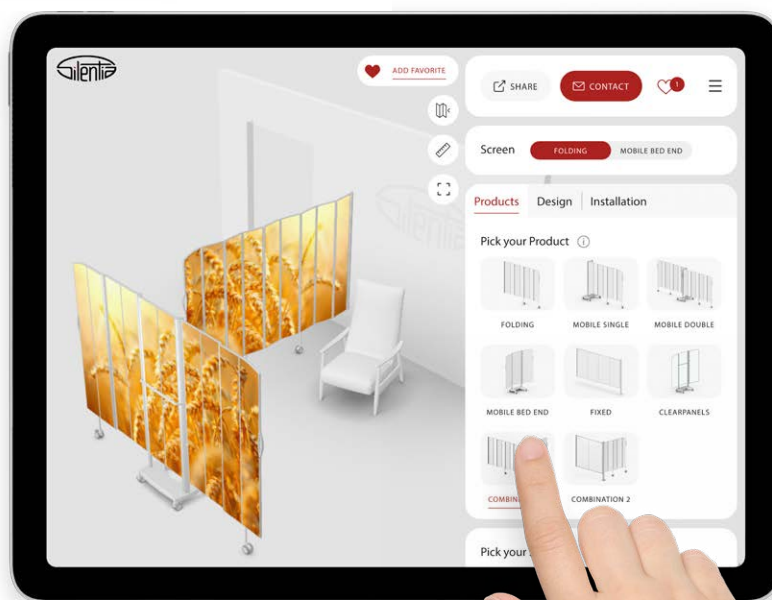 Silentia
ADD FAVORITE
SHARE
CONTACT
1
Screen
FOLDING
MOBILE BED END
Products
Design
Installation
Pick your Product
FOLDING
MOBILE SINGLE
MOBILE DOUBLE
MOBILE BED END
FIXED
CLEARPANELS
COMBINATION 2
Pick your